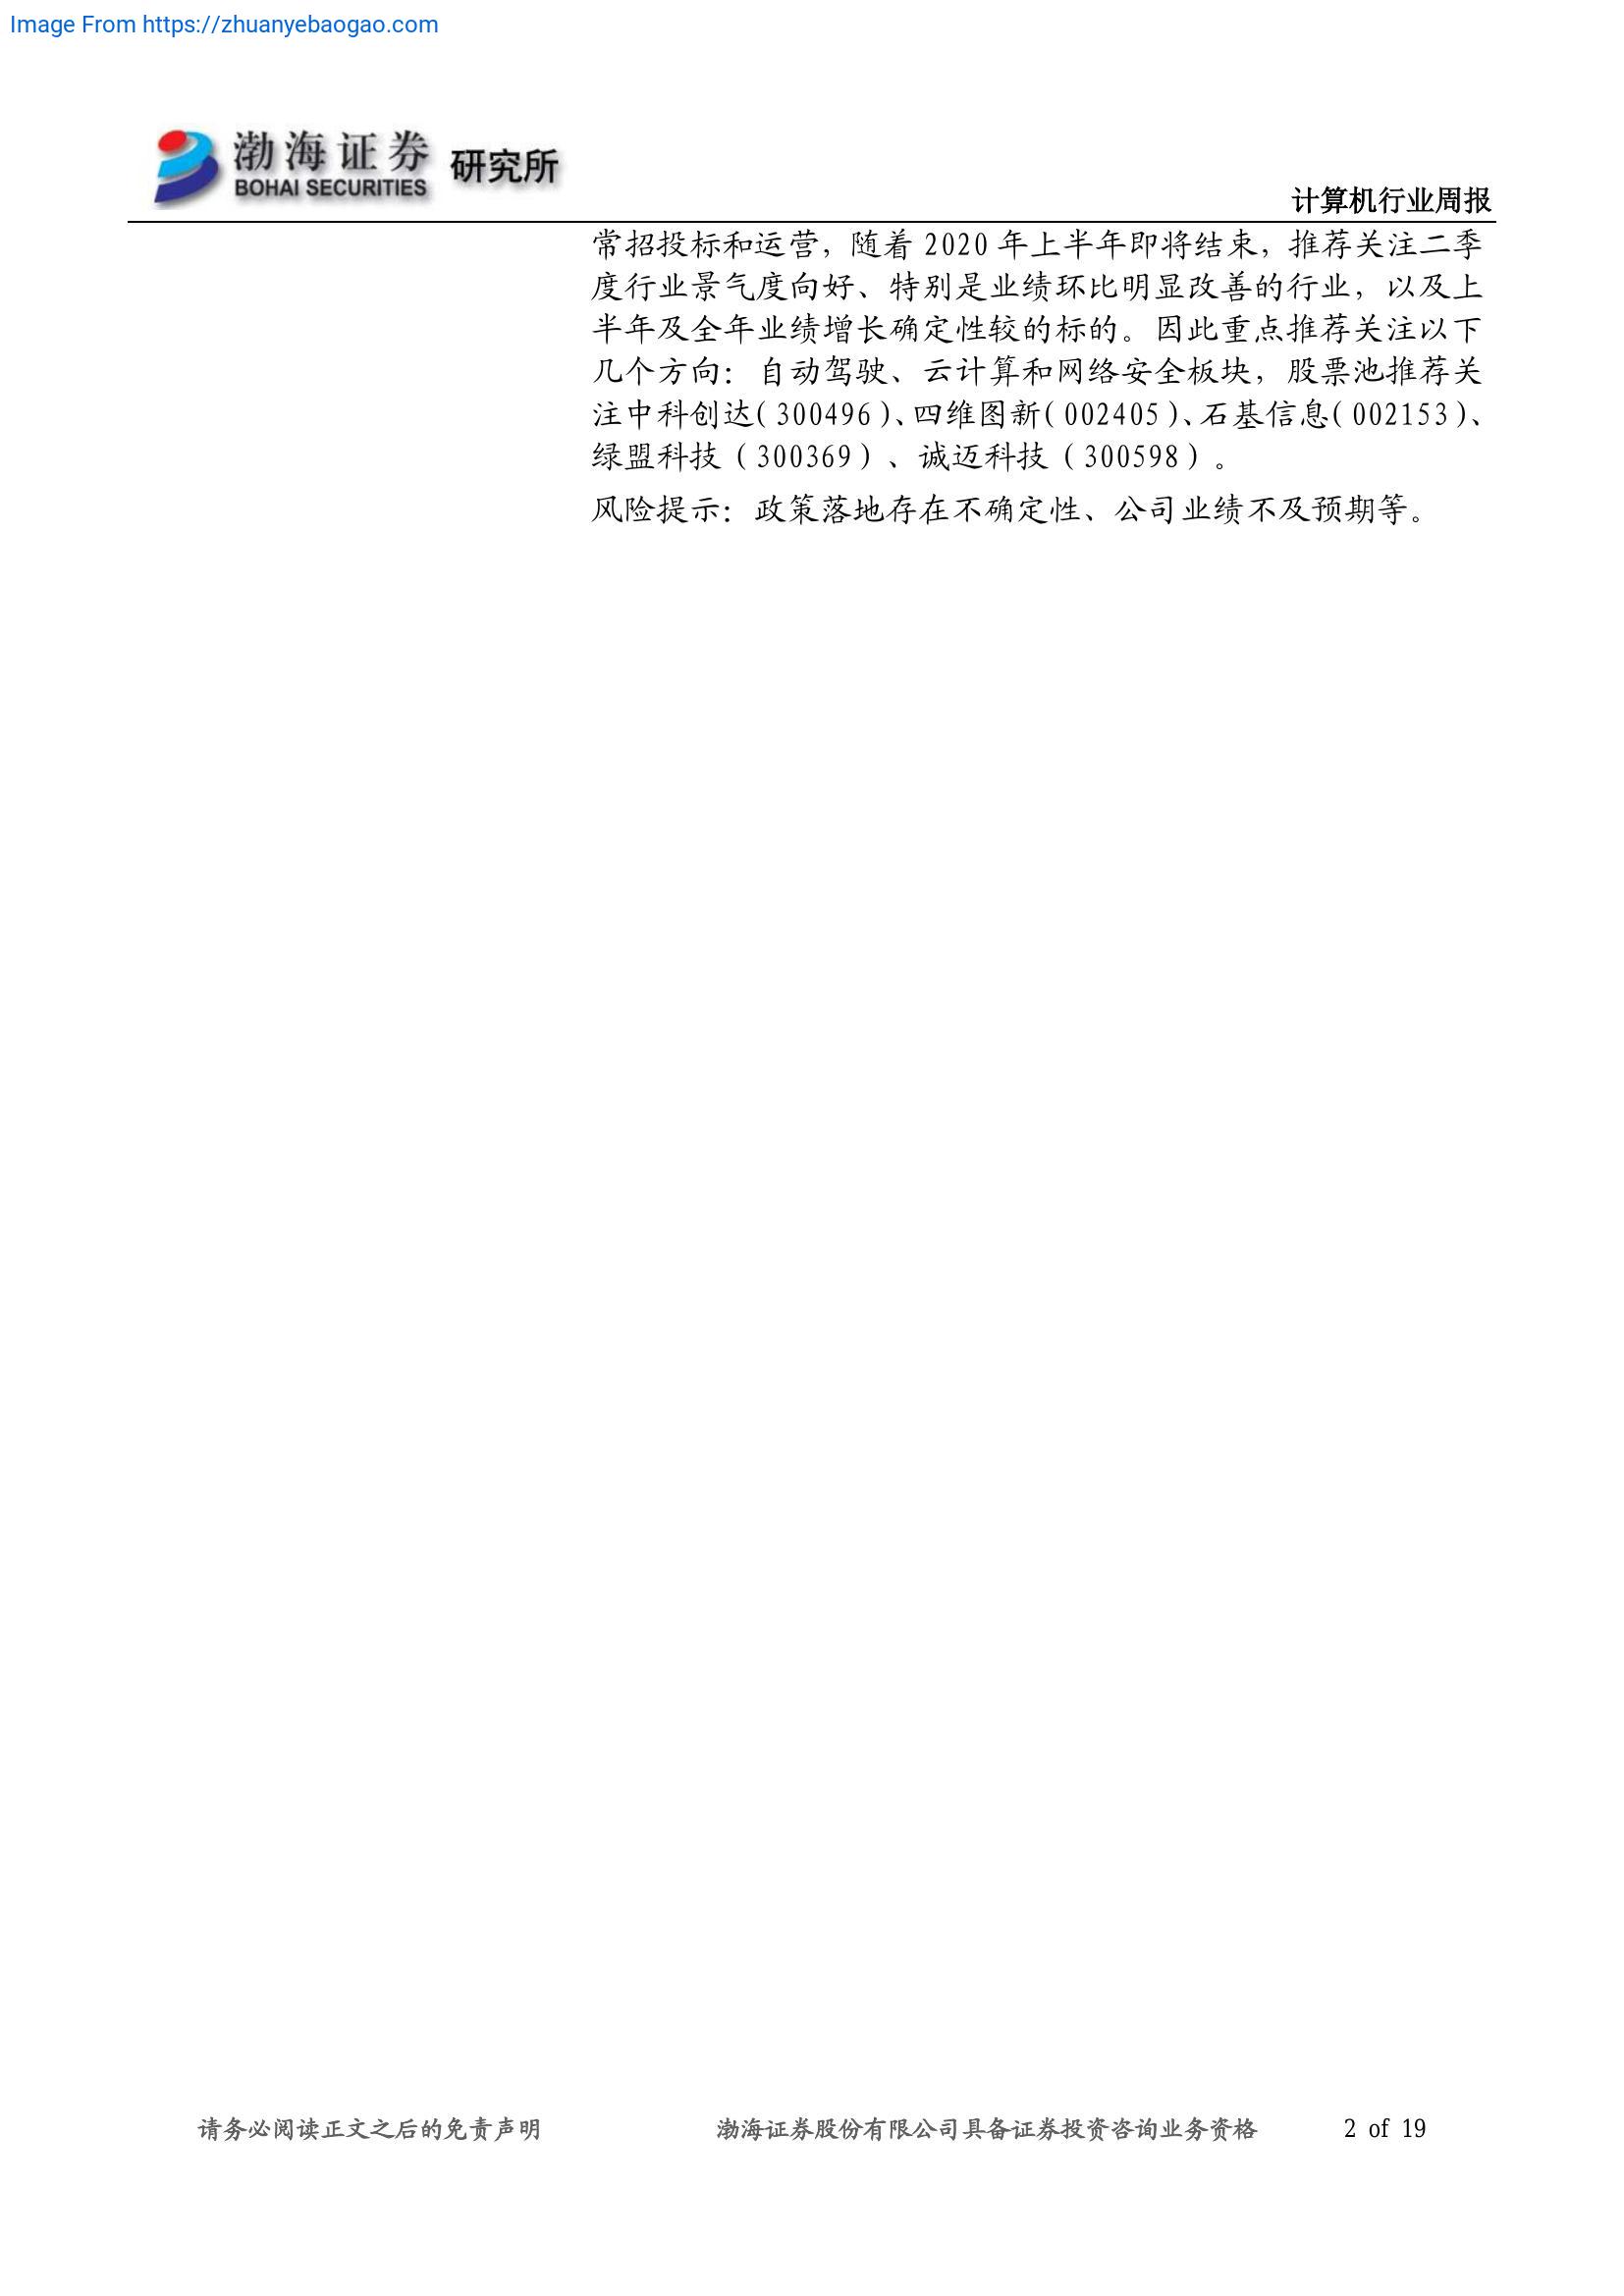 Image From https://zhuanyebaogao.com
渤海证券 研究所
BOHAI SECURITIES
计算机行业周报
常招投标和运营，随着 2020 年上半年即将结束，推荐关注二季
度行业景气度向好、特别是业绩环比明显改善的行业，以及上
半年及全年业绩增长确定性较的标的。因此重点推荐关注以下
几个方向：自动驾驶、云计算和网络安全板块，股票池推荐关
注中科创达（300496）、四维图新（002405）、石基信息（002153）、
绿盟科技（300369）、诚迈科技（300598）。
风险提示：政策落地存在不确定性、公司业绩不及预期等。
请务必阅读正文之后的免责声明 渤海证券股份有限公司具备证券投资咨询业务资格 2 of 19